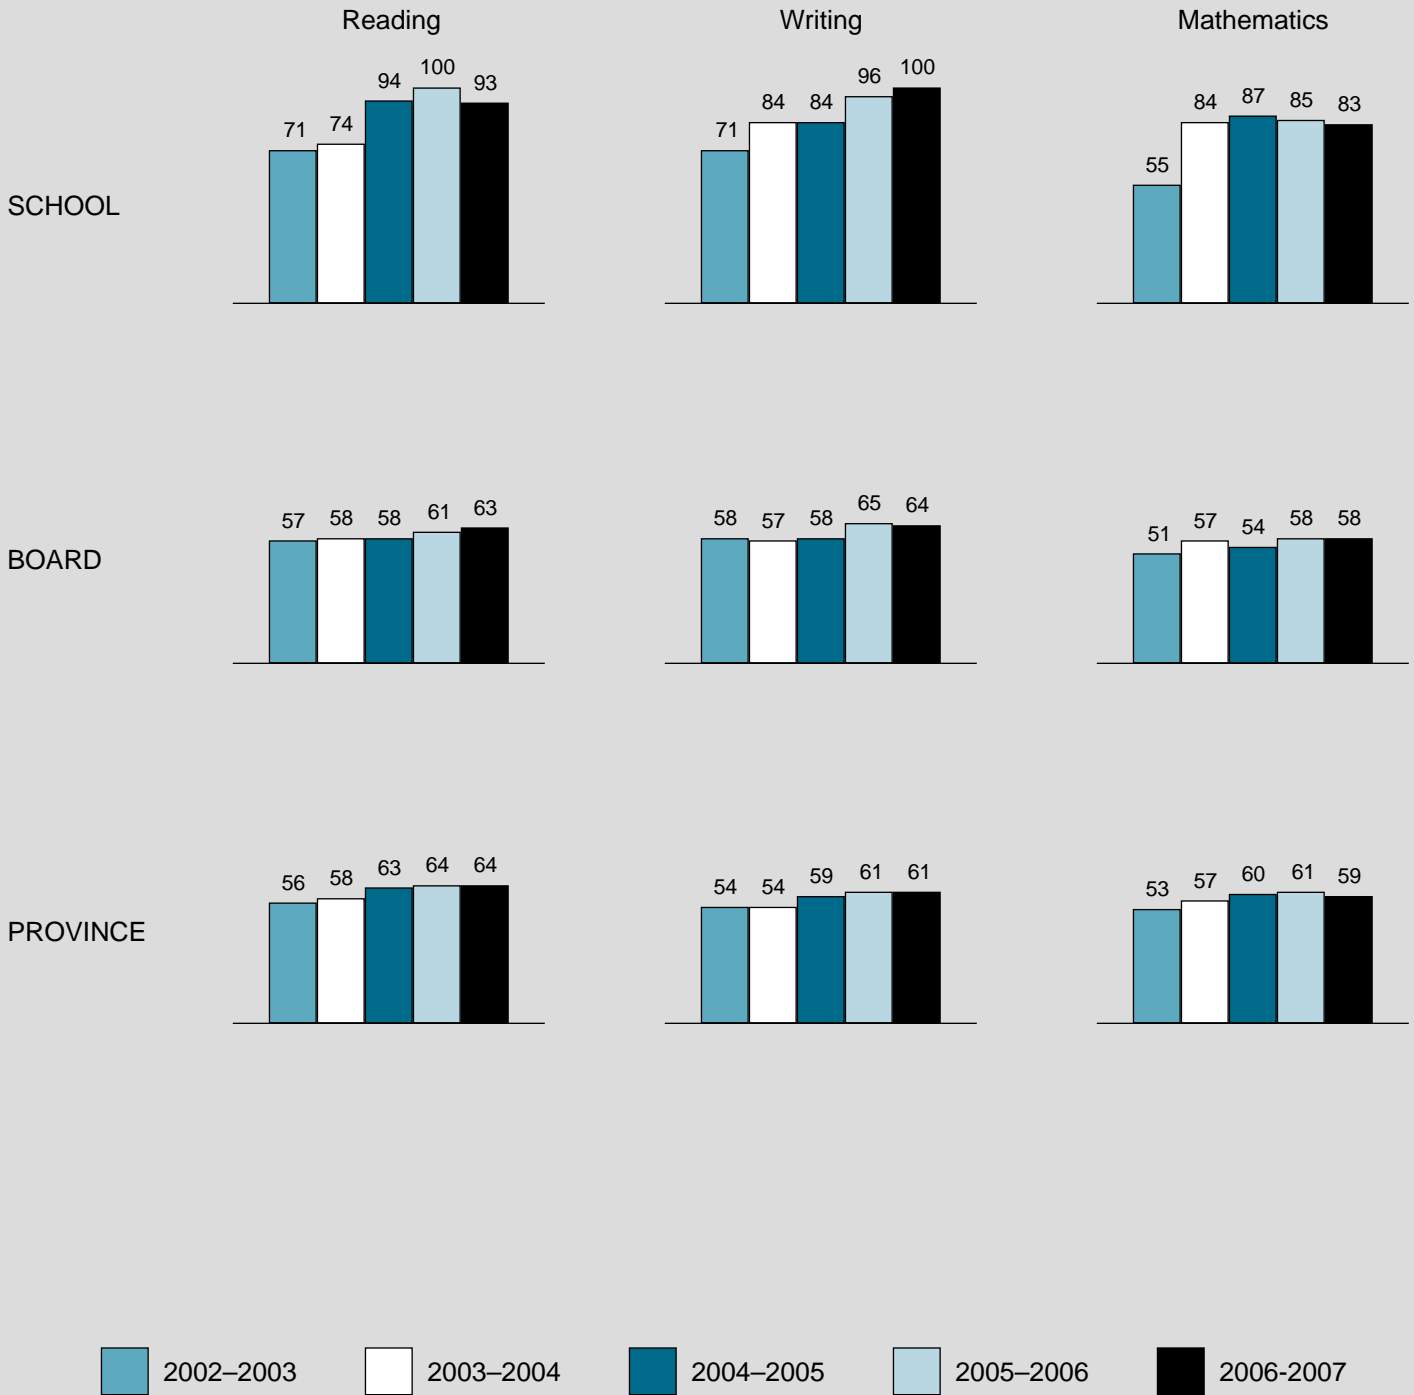 Reading Writing Mathematics
SCHOOL
71 74 94 100 93
71 84 84 96 100
55 84 87 85 83
BOARD
57 58 58 61 63
58 57 58 65 64
51 57 54 58 58
PROVINCE
56 58 63 64 64
54 54 59 61 61
53 57 60 61 59
2002–2003 2003–2004 2004–2005 2005–2006 2006-2007